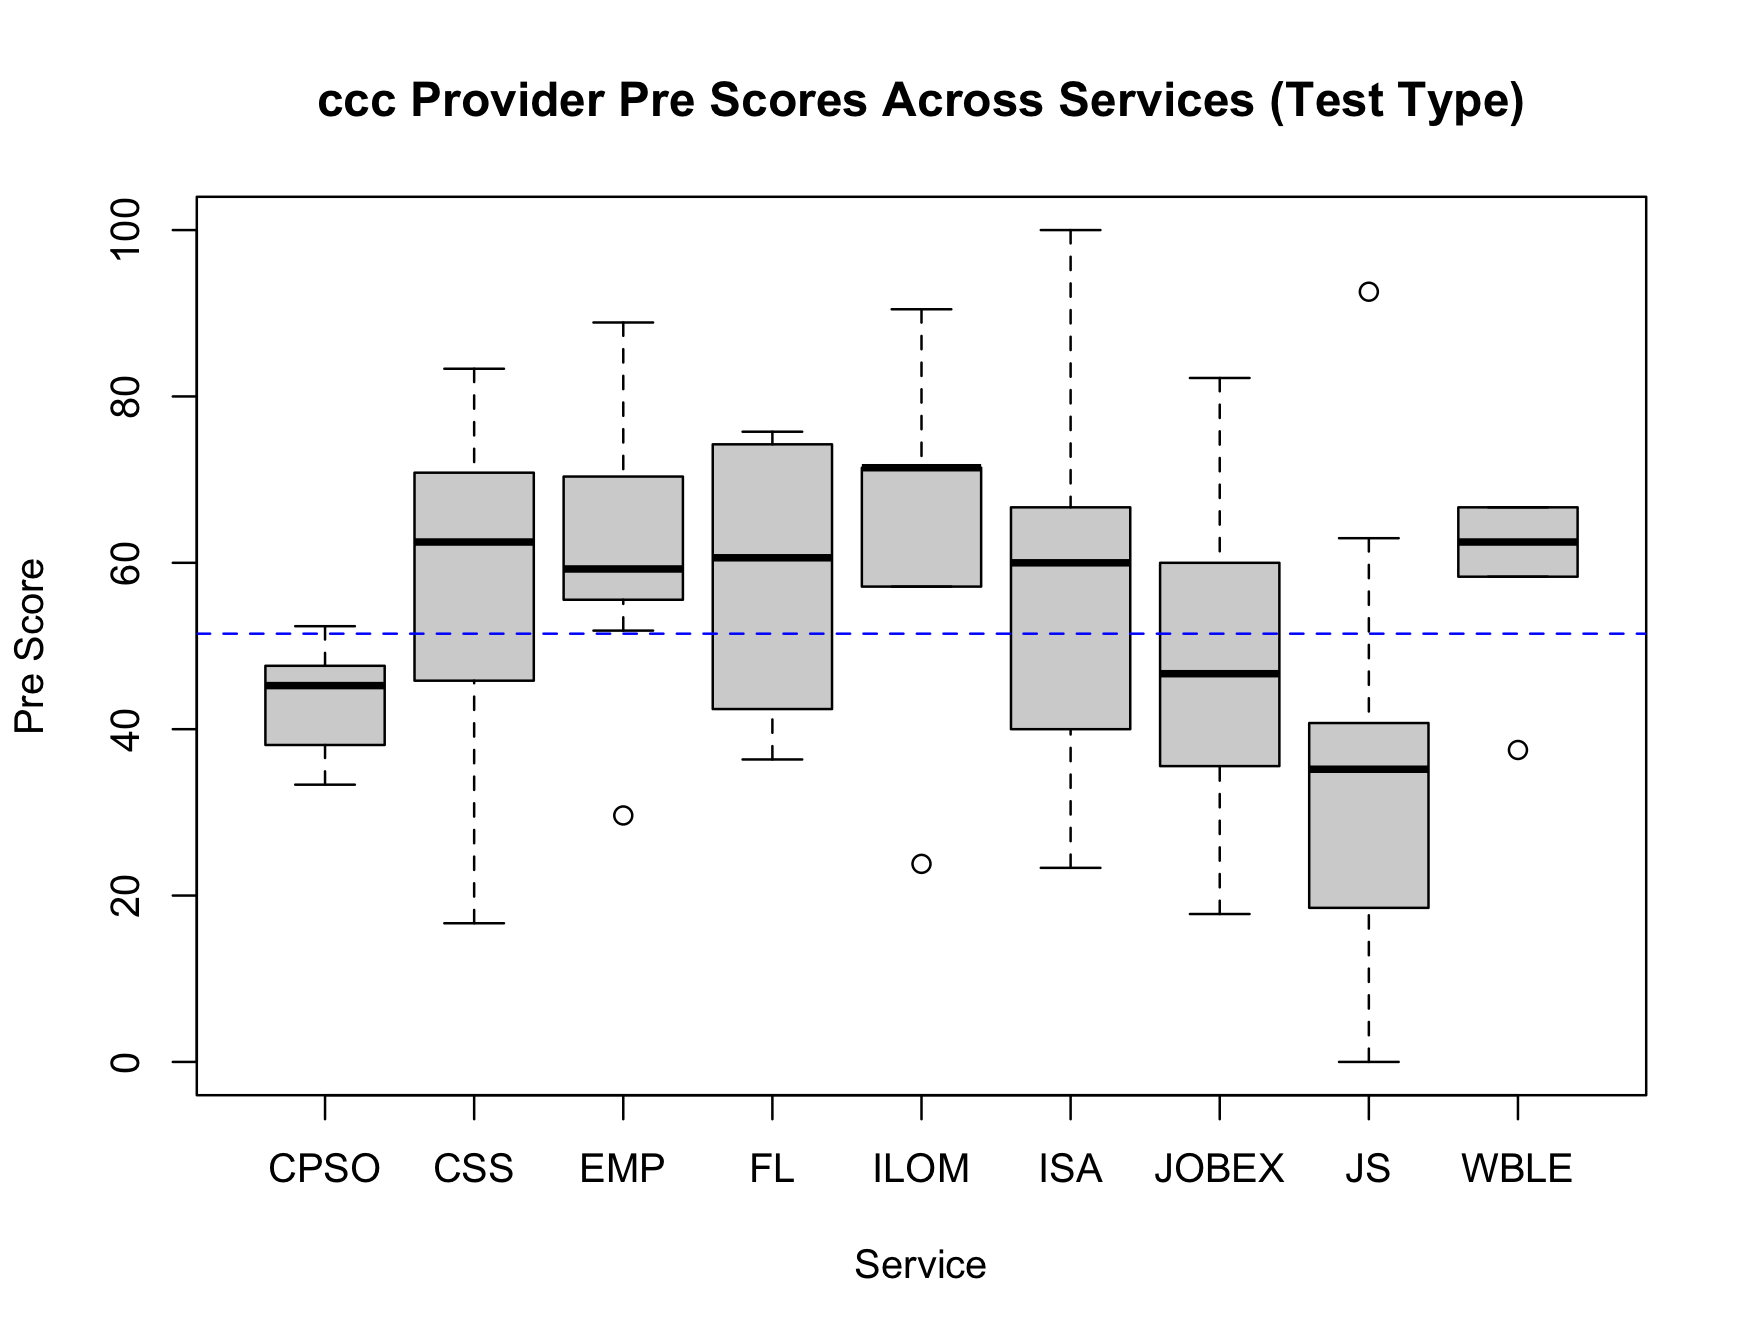 ccc Provider Pre Scores Across Services (Test Type)
100
80
60
40
20
0
Pre Score
CPSO CSS EMP FL ILOM ISA JOBEX JS WBLE
Service